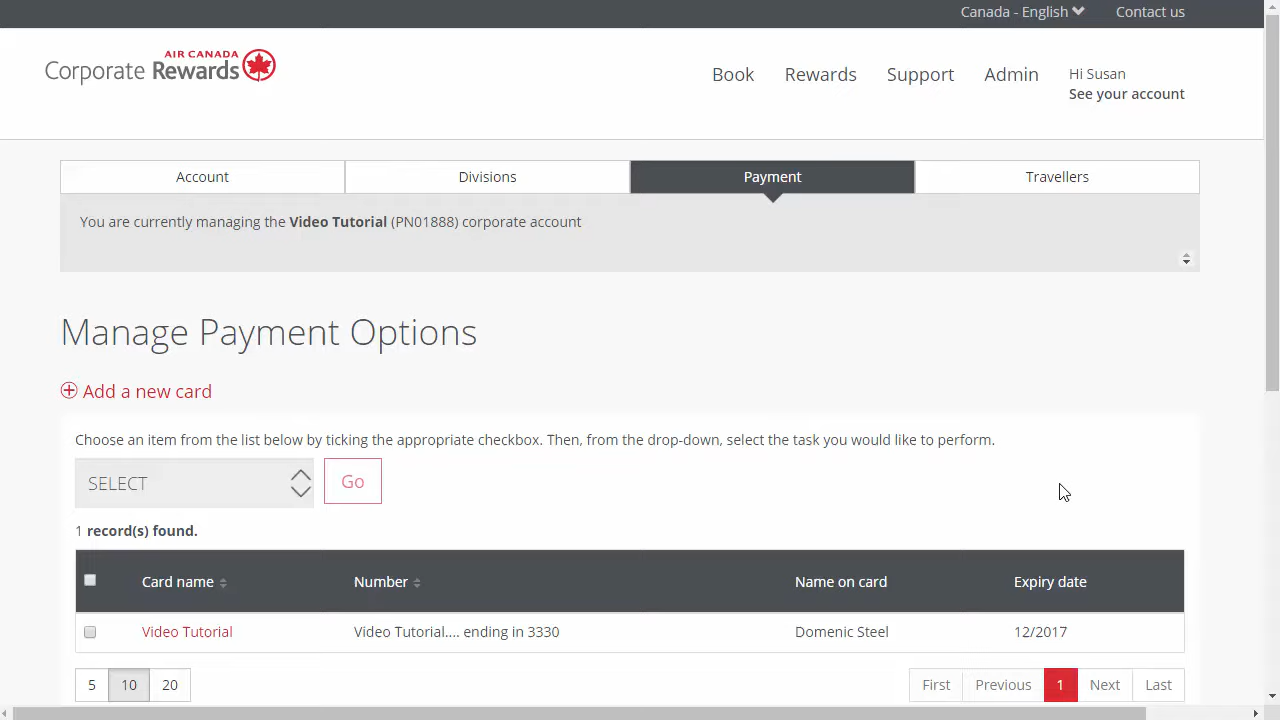 Canada - English Contact us
AIR CANADA
Corporate Rewards
Book Rewards Support Admin
Hi Susan
See your account
Account Divisions Payment Travellers
You are currently managing the Video Tutorial (PN01888) corporate account
Manage Payment Options
Add a new card
Choose an item from the list below by ticking the appropriate checkbox. Then, from the drop-down, select the task you would like to perform.
SELECT Go
1 record(s) found.
Card name Number Name on card Expiry date
Video Tutorial Video Tutorial.... ending in 3330 Domenic Steel 12/2017
5 10 20 First Previous 1 Next Last